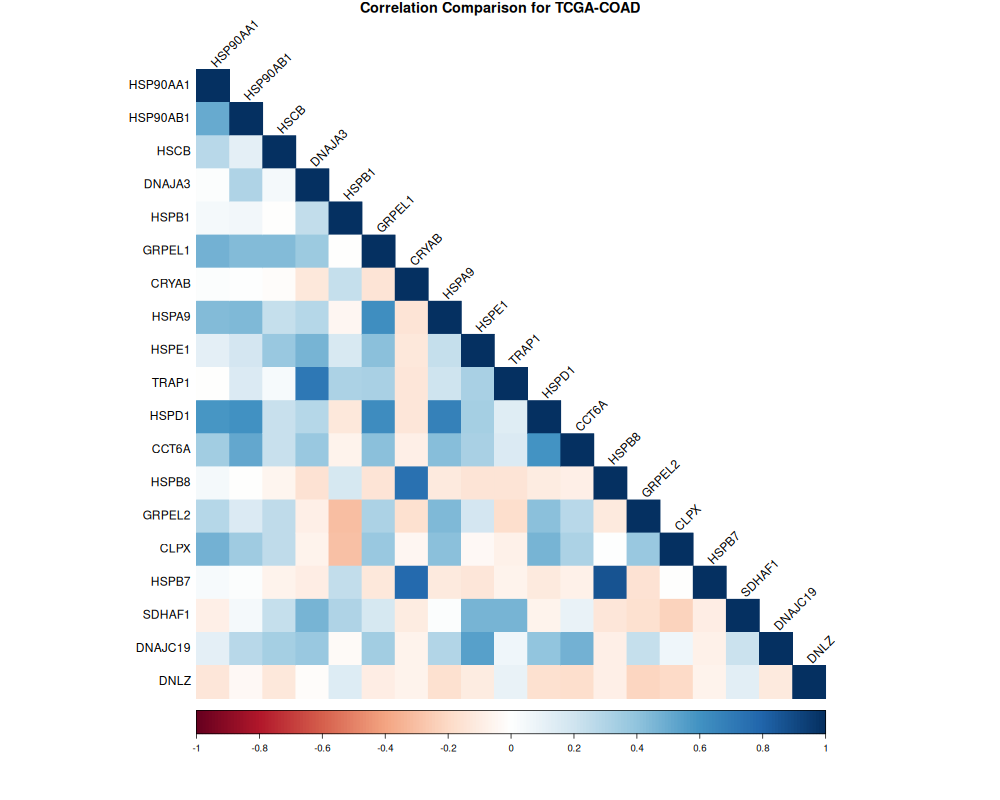 Correlation Comparison for TCGA-COAD
HSP90AA1
HSP90AB1
HSCB
DNAJA3
HSPB1
GRPEL1
CRYAB
HSPA9
HSPE1
TRAP1
HSPD1
CCT6A
HSPB8
GRPEL2
CLPX
HSPB7
SDHAF1
DNAJC19
DNLZ
HSP90AA1
HSP90AB1
HSCB
DNAJA3
HSPB1
GRPEL1
CRYAB
HSPA9
HSPE1
TRAP1
HSPD1
CCT6A
HSPB8
GRPEL2
CLPX
HSPB7
SDHAF1
DNAJC19
DNLZ
-1 -0.8 -0.6 -0.4 -0.2 0 0.2 0.4 0.6 0.8 1